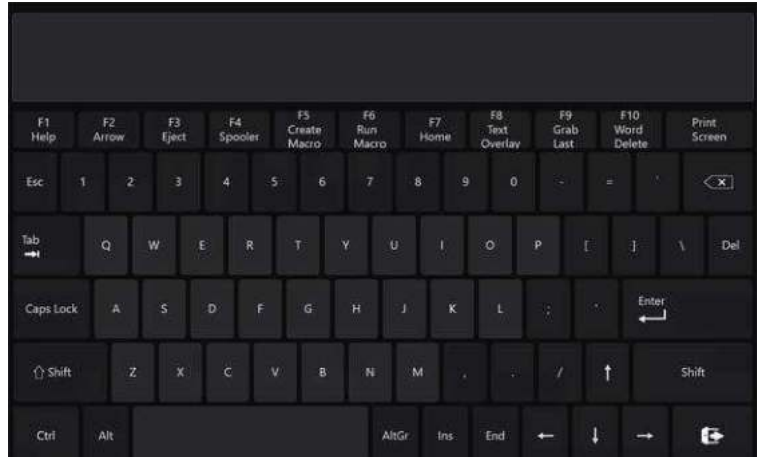 F1 Help F2 Arrow F3 Eject F4 Spooler F5 Create Macro F6 Run Macro F7 Home F8 Text Overlay F9 Grab Last F10 Word Delete Print Screen
Esc 1 2 3 4 5 6 7 8 9 0 - = `
Tab Q W E R T Y U I O P [ ] \ Del
Caps Lock A S D F G H J K L ; ' Enter
Shift Z X C V B N M , . / ↑ Shift
Ctrl Alt AltGr Ins End ← ↓ →